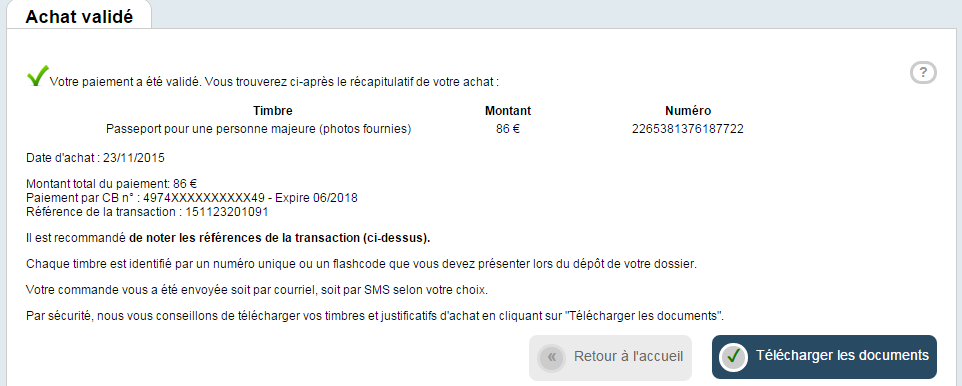 Achat validé
Votre paiement a été validé. Vous trouverez ci-après le récapitulatif de votre achat :
?
Timbre Montant Numéro
Passeport pour une personne majeure (photos fournies) 86 € 2265381376187722
Date d'achat : 23/11/2015
Montant total du paiement: 86 €
Paiement par CB n° : 4974XXXXXXXXXX49 - Expire 06/2018
Référence de la transaction : 151123201091
Il est recommandé de noter les références de la transaction (ci-dessus).
Chaque timbre est identifié par un numéro unique ou un flashcode que vous devez présenter lors du dépôt de votre dossier.
Votre commande vous a été envoyée soit par courriel, soit par SMS selon votre choix.
Par sécurité, nous vous conseillons de télécharger vos timbres et justificatifs d'achat en cliquant sur "Télécharger les documents".
« Retour à l'accueil Télécharger les documents